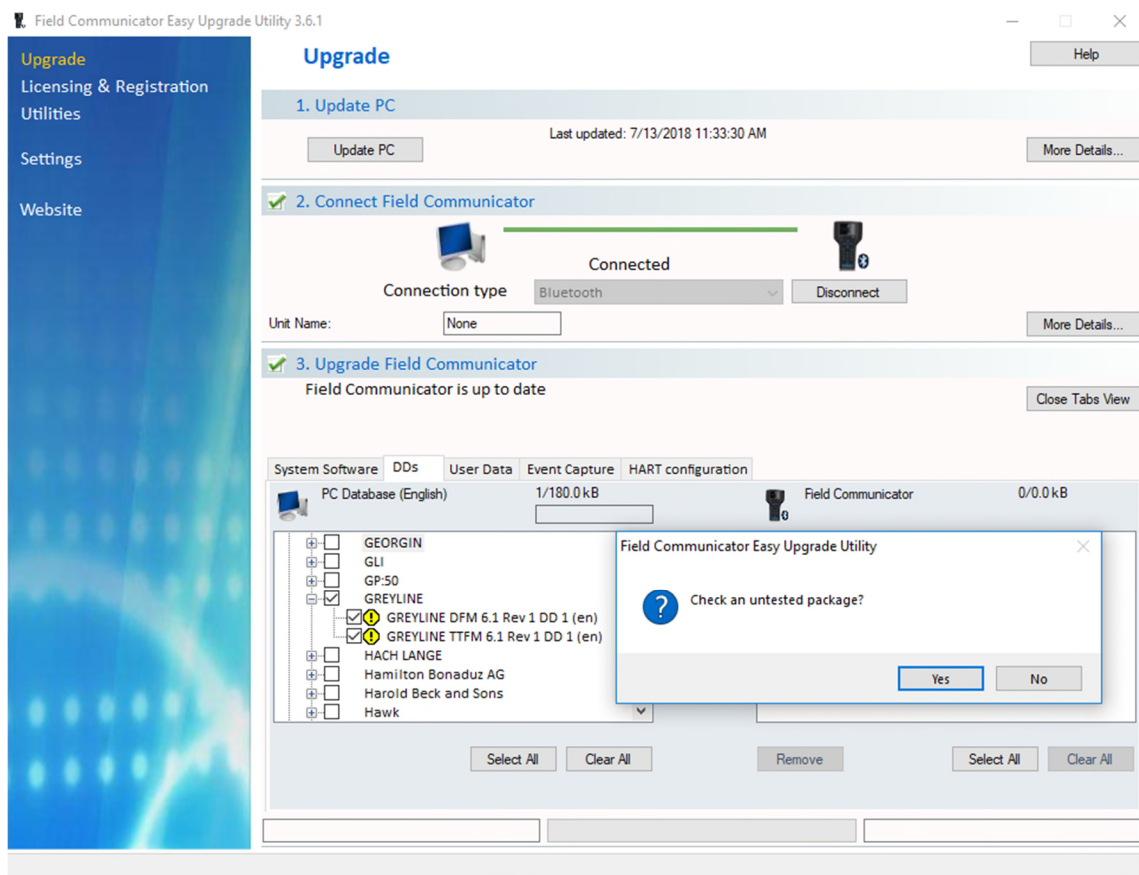 Field Communicator Easy Upgrade Utility 3.6.1
Upgrade
Licensing & Registration
Utilities
Settings
Website
Upgrade
Help
1. Update PC
Update PC
Last updated: 7/13/2018 11:33:30 AM
More Details...
2. Connect Field Communicator
Connected
Connection type
Bluetooth
Disconnect
Unit Name:
None
More Details...
3. Upgrade Field Communicator
Field Communicator is up to date
Close Tabs View
System Software
DDs
User Data
Event Capture
HART configuration
PC Database (English)
1/180.0 kB
Field Communicator
0/0.0 kB
GEORGIN
GLI
GP:50
GREYLINE
GREYLINE DFM 6.1 Rev 1 DD 1 (en)
GREYLINE TTFM 6.1 Rev 1 DD 1 (en)
HACH LANGE
Hamilton Bonaduz AG
Harold Beck and Sons
Hawk
Field Communicator Easy Upgrade Utility
Check an untested package?
Yes
No
Select All
Clear All
Remove
Select All
Clear All